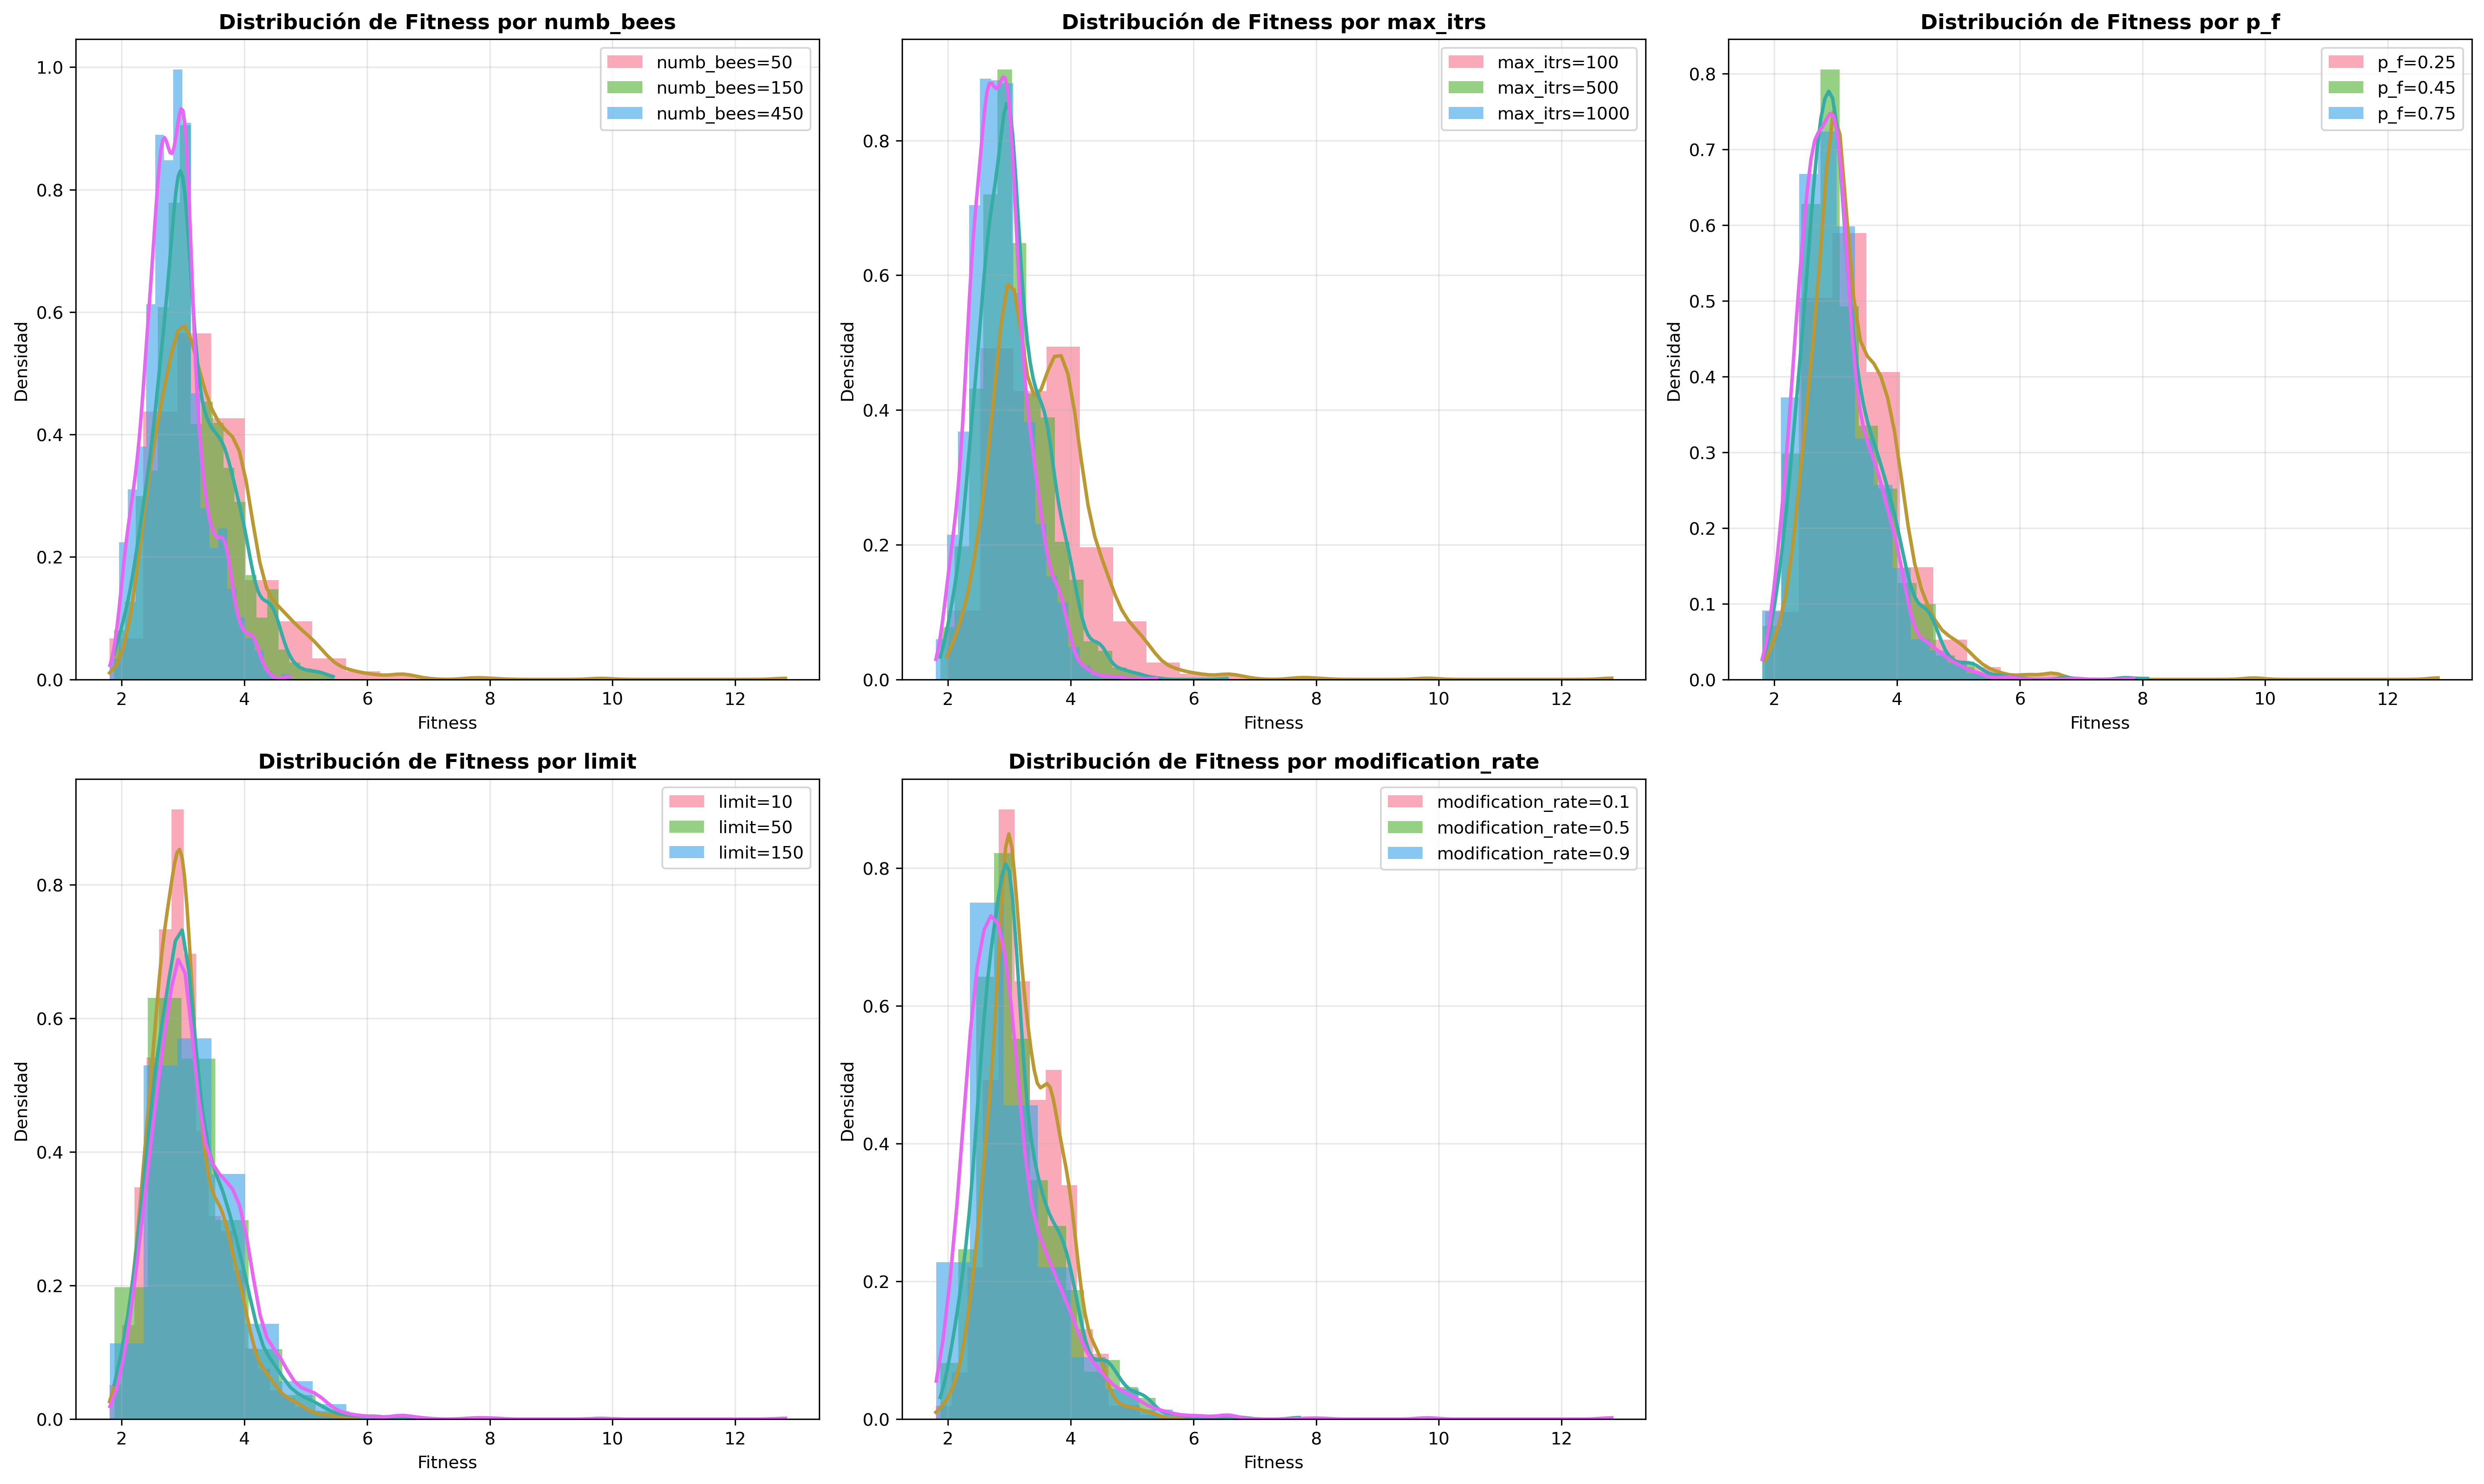 Distribución de Fitness por numb_bees
numb_bees=50
numb_bees=150
numb_bees=450
Densidad
1.0
0.8
0.6
0.4
0.2
0.0
2 4 6 8 10 12
Fitness
Distribución de Fitness por max_itrs
max_itrs=100
max_itrs=500
max_itrs=1000
Densidad
0.8
0.6
0.4
0.2
0.0
2 4 6 8 10 12
Fitness
Distribución de Fitness por p_f
p_f=0.25
p_f=0.45
p_f=0.75
Densidad
0.8
0.7
0.6
0.5
0.4
0.3
0.2
0.1
0.0
2 4 6 8 10 12
Fitness
Distribución de Fitness por limit
limit=10
limit=50
limit=150
Densidad
0.8
0.6
0.4
0.2
0.0
2 4 6 8 10 12
Fitness
Distribución de Fitness por modification_rate
modification_rate=0.1
modification_rate=0.5
modification_rate=0.9
Densidad
0.8
0.6
0.4
0.2
0.0
2 4 6 8 10 12
Fitness